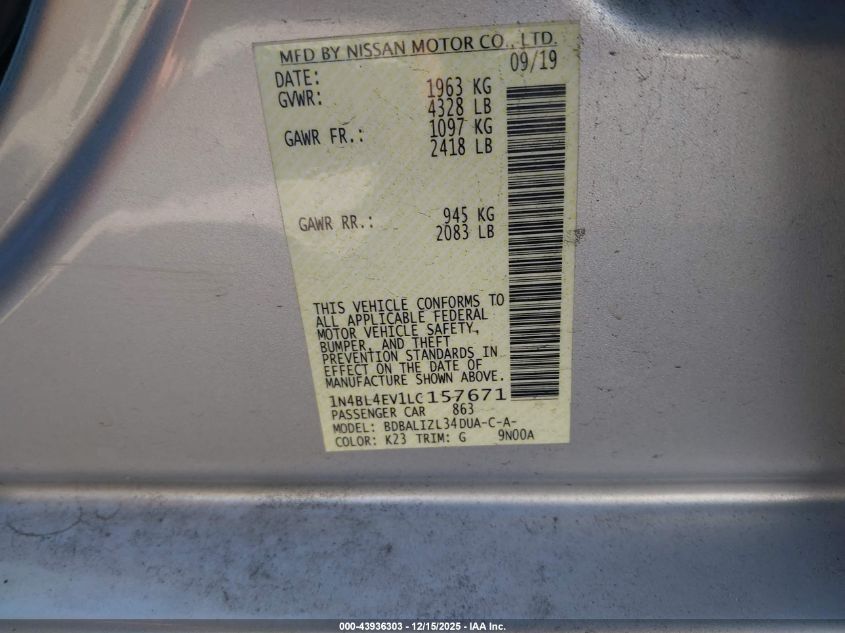 MFD BY NISSAN MOTOR CO., LTD.
DATE: 09/19
GVWR: 1963 KG
4328 LB
GAWR FR.: 1097 KG
2418 LB
GAWR RR.: 945 KG
2083 LB
THIS VEHICLE CONFORMS TO
ALL APPLICABLE FEDERAL
MOTOR VEHICLE SAFETY,
BUMPER, AND THEFT
PREVENTION STANDARDS IN
EFFECT ON THE DATE OF
MANUFACTURE SHOWN ABOVE.
1N4BL4EV1LC157671
PASSENGER CAR 863
MODEL: BDBALIZL34DUA-C-A-
COLOR: K23 TRIM: G 9N00A
000-43936303 - 12/15/2025 - IAA Inc.